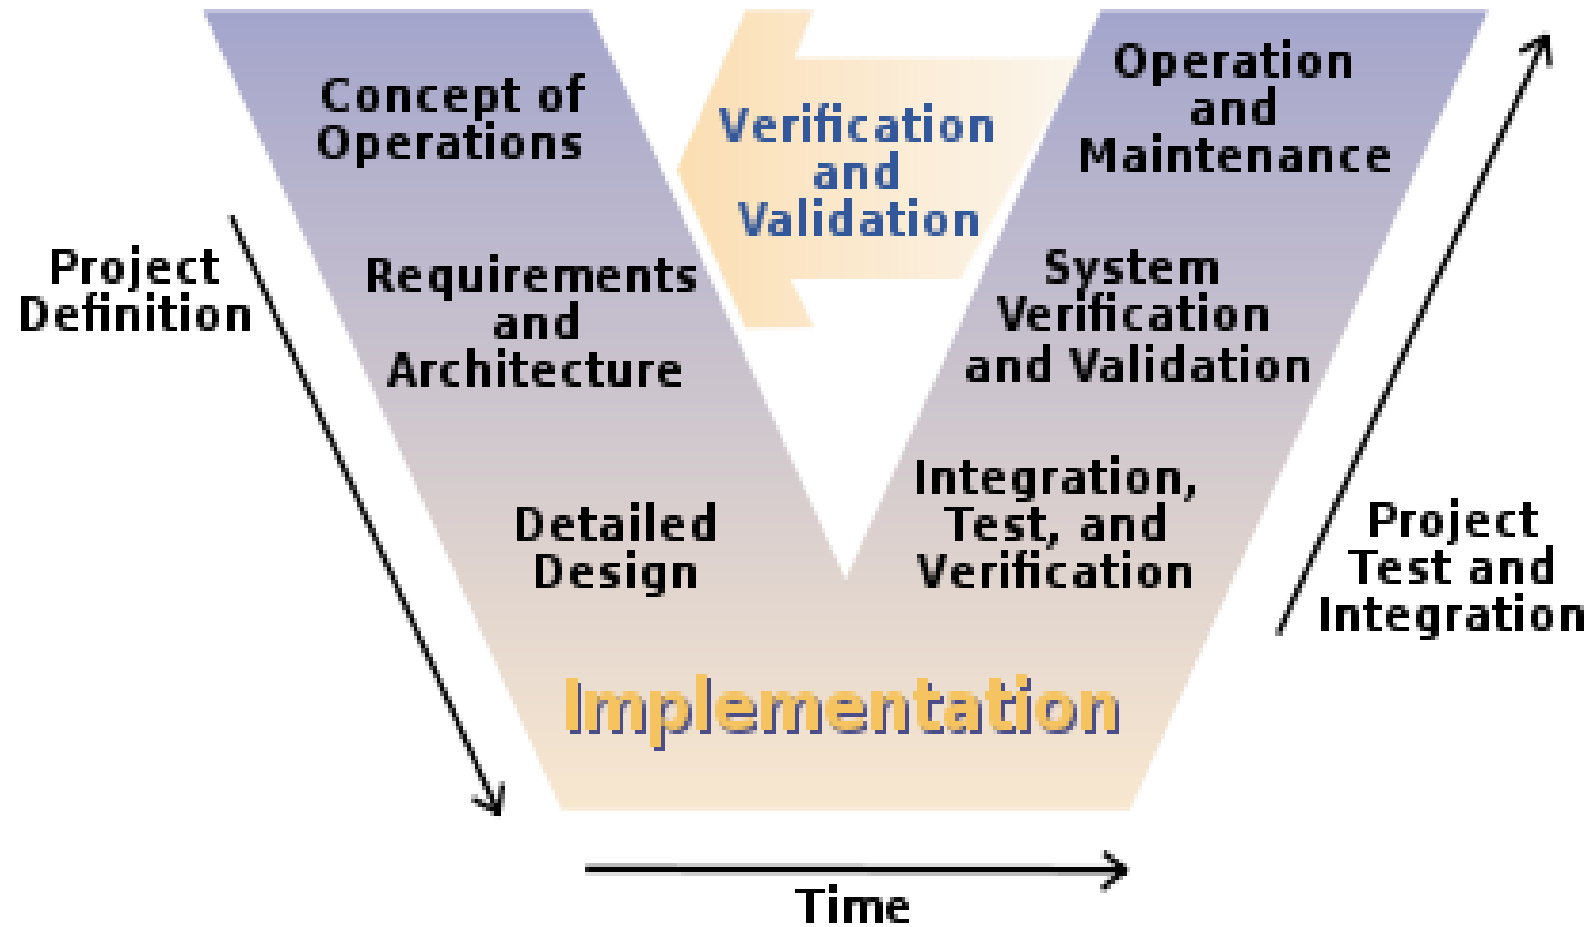 Concept of
Operations
Verification
and
Validation
Operation
and
Maintenance
Project
Definition
Requirements
and
Architecture
System
Verification
and Validation
Detailed
Design
Integration,
Test, and
Verification
Project
Test and
Integration
Implementation
Time